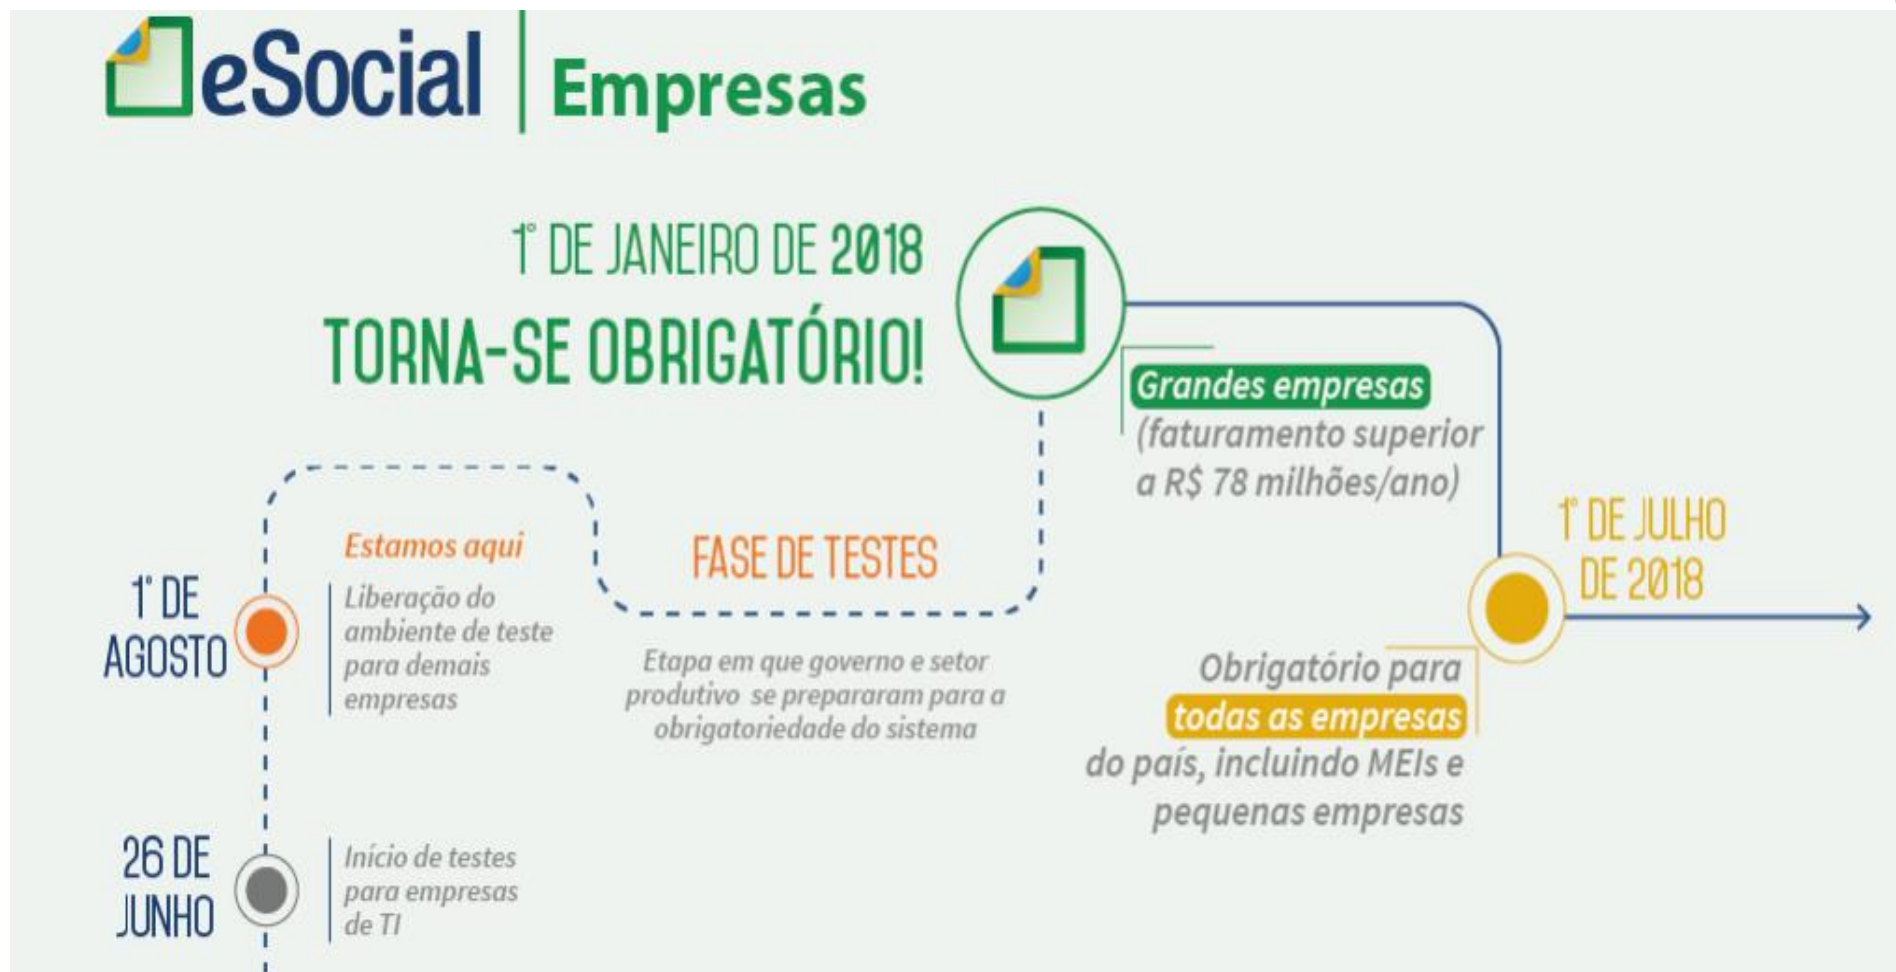 eSocial | Empresas
1° DE JANEIRO DE 2018
TORNA-SE OBRIGATÓRIO!
Grandes empresas
(faturamento superior
a R$ 78 milhões/ano)
1° DE JULHO
DE 2018
Obrigatório para
todas as empresas
do país, incluindo MEIs e
pequenas empresas
FASE DE TESTES
Etapa em que governo e setor
produtivo se prepararam para a
obrigatoriedade do sistema
1° DE
AGOSTO
Estamos aqui
Liberação do
ambiente de teste
para demais
empresas
26 DE
JUNHO
Início de testes
para empresas
de TI